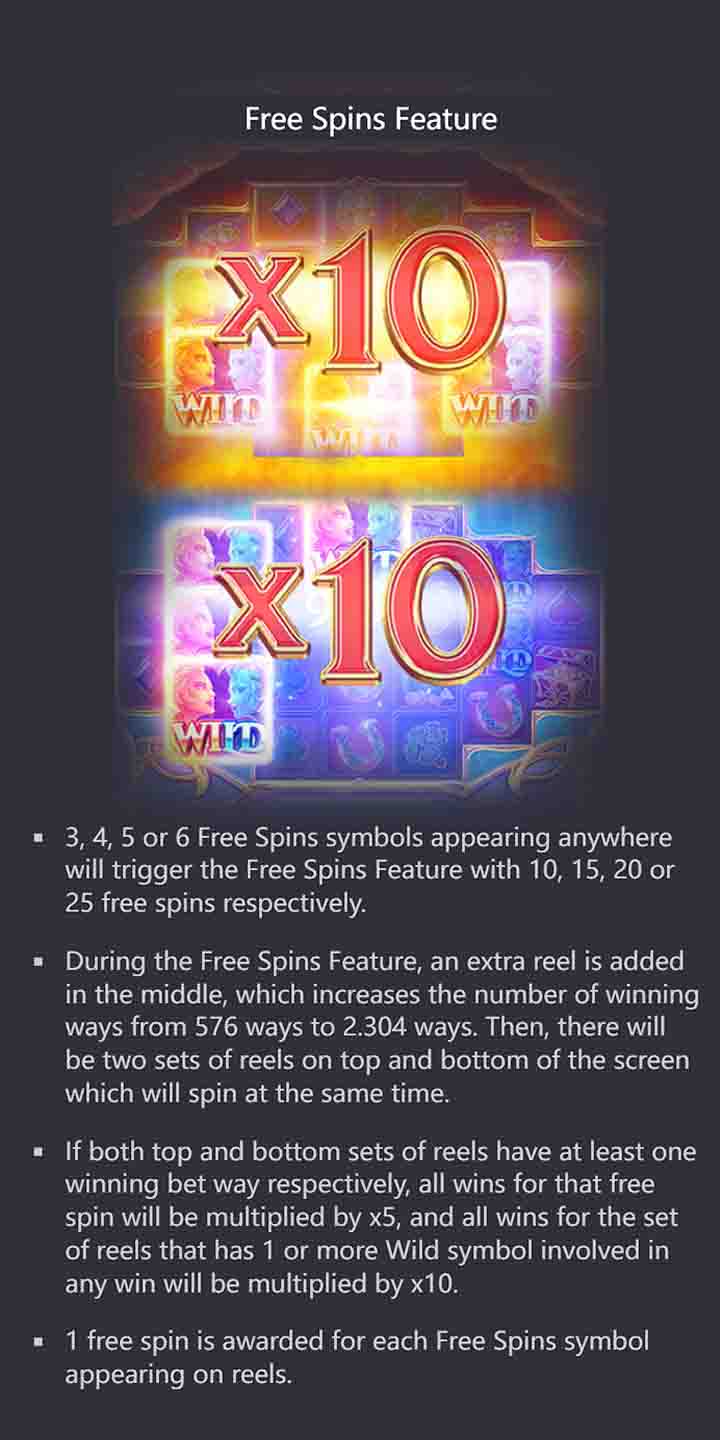 Free Spins Feature
x10
WILD
WILD
WILD
x10
WILD
▪ 3, 4, 5 or 6 Free Spins symbols appearing anywhere
will trigger the Free Spins Feature with 10, 15, 20 or
25 free spins respectively.
▪ During the Free Spins Feature, an extra reel is added
in the middle, which increases the number of winning
ways from 576 ways to 2.304 ways. Then, there will
be two sets of reels on top and bottom of the screen
which will spin at the same time.
▪ If both top and bottom sets of reels have at least one
winning bet way respectively, all wins for that free
spin will be multiplied by x5, and all wins for the set
of reels that has 1 or more Wild symbol involved in
any win will be multiplied by x10.
▪ 1 free spin is awarded for each Free Spins symbol
appearing on reels.